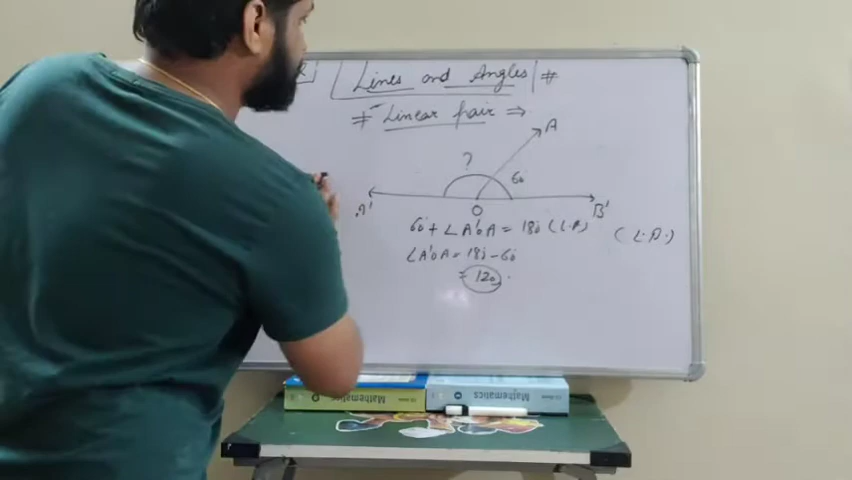 Lines and Angles #
# Linear pair ⇒
A
?
60°
A'
O
B'
60° + ∠A'OA = 180° (L.P)
(L.P.)
∠A'OA = 180° - 60°
= 120°
Mathematics
Mathematics